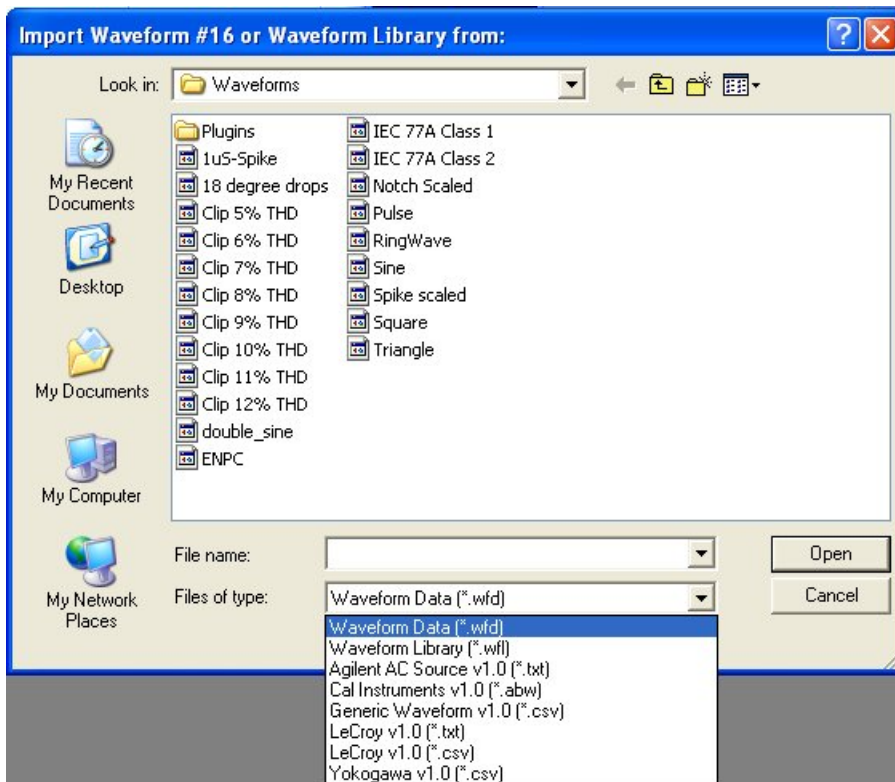 Import Waveform #16 or Waveform Library from:
Look in: Waveforms
My Recent
Documents
Desktop
My Documents
My Computer
My Network
Places
Plugins
1uS-Spike
18 degree drops
Clip 5% THD
Clip 6% THD
Clip 7% THD
Clip 8% THD
Clip 9% THD
Clip 10% THD
Clip 11% THD
Clip 12% THD
double_sine
ENPC
IEC 77A Class 1
IEC 77A Class 2
Notch Scaled
Pulse
RingWave
Sine
Spike scaled
Square
Triangle
File name:
Open
Files of type: Waveform Data (*.wfd)
Cancel
Waveform Data (*.wfd)
Waveform Library (*.wfl)
Agilent AC Source v1.0 (*.txt)
Cal Instruments v1.0 (*.abw)
Generic Waveform v1.0 (*.csv)
LeCroy v1.0 (*.txt)
LeCroy v1.0 (*.csv)
Yokogawa v1.0 (*.csv)